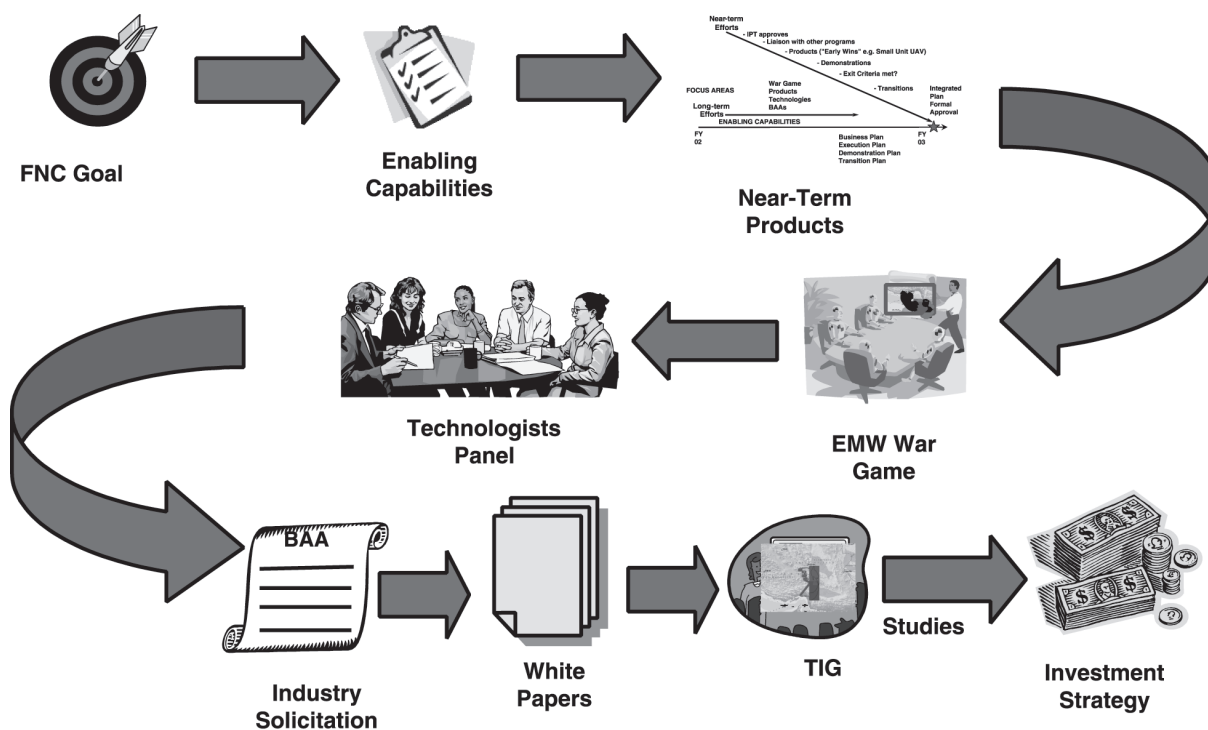 Near-term
Efforts
- IPT approves
- Liaison with other programs
- Products ("Early Wins" e.g. Small Unit UAV)
- Demonstrations
- Exit Criteria met?
- Transitions
FOCUS AREAS
War Game
Products
Technologies
BAAs
Integrated
Plan
Formal
Approval
Long-term
Efforts
ENABLING CAPABILITIES
FY
02
Business Plan
Execution Plan
Demonstration Plan
Transition Plan
FY
03
FNC Goal
Enabling
Capabilities
Near-Term
Products
Technologists
Panel
EMW War
Game
BAA
Industry
Solicitation
White
Papers
TIG
Studies
Investment
Strategy